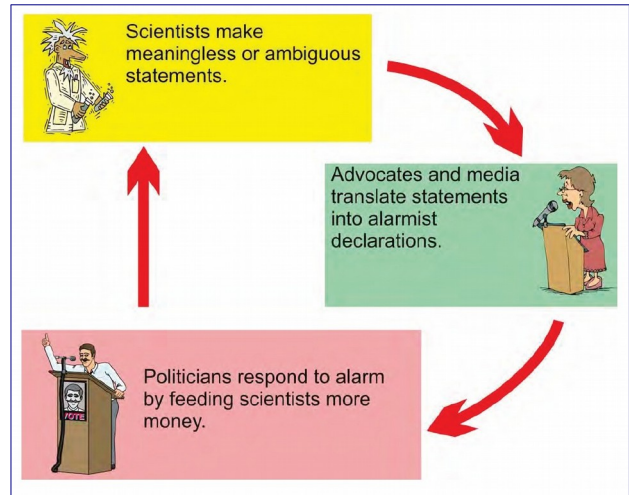 Scientists make
meaningless or ambiguous
statements.
Advocates and media
translate statements
into alarmist
declarations.
Politicians respond to alarm
by feeding scientists more
money.
VOTE